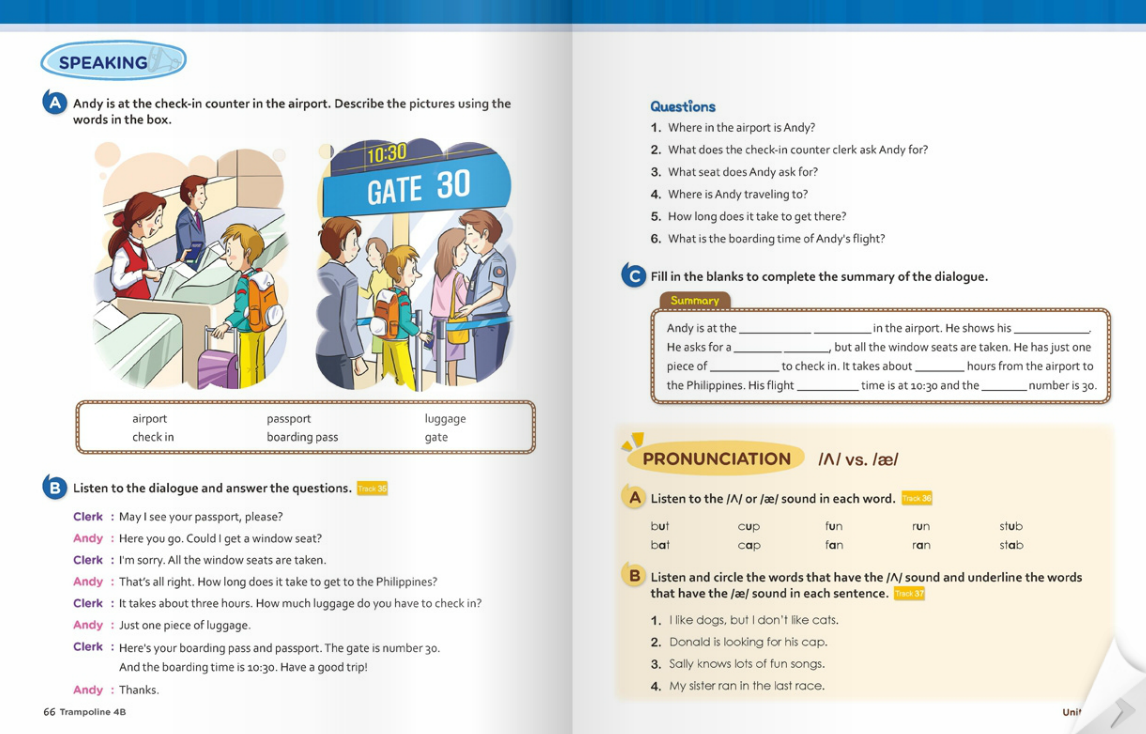 SPEAKING
A Andy is at the check-in counter in the airport. Describe the pictures using the
words in the box.
10:30
GATE 30
airport passport luggage
check in boarding pass gate
B Listen to the dialogue and answer the questions. Track 35
Clerk : May I see your passport, please?
Andy : Here you go. Could I get a window seat?
Clerk : I'm sorry. All the window seats are taken.
Andy : That's all right. How long does it take to get to the Philippines?
Clerk : It takes about three hours. How much luggage do you have to check in?
Andy : Just one piece of luggage.
Clerk : Here's your boarding pass and passport. The gate is number 30.
And the boarding time is 10:30. Have a good trip!
Andy : Thanks.
66 Trampoline 4B
Questions
1. Where in the airport is Andy?
2. What does the check-in counter clerk ask Andy for?
3. What seat does Andy ask for?
4. Where is Andy traveling to?
5. How long does it take to get there?
6. What is the boarding time of Andy's flight?
C Fill in the blanks to complete the summary of the dialogue.
Summary
Andy is at the ____________ __________ in the airport. He shows his _____________.
He asks for a ________ ________, but all the window seats are taken. He has just one
piece of ____________ to check in. It takes about ________ hours from the airport to
the Philippines. His flight __________ time is at 10:30 and the _______ number is 30.
PRONUNCIATION /ʌ/ vs. /æ/
A Listen to the /ʌ/ or /æ/ sound in each word. Track 36
but cup fun run stub
bat cap fan ran stab
B Listen and circle the words that have the /ʌ/ sound and underline the words
that have the /æ/ sound in each sentence. Track 37
1. I like dogs, but I don't like cats.
2. Donald is looking for his cap.
3. Sally knows lots of fun songs.
4. My sister ran in the last race.